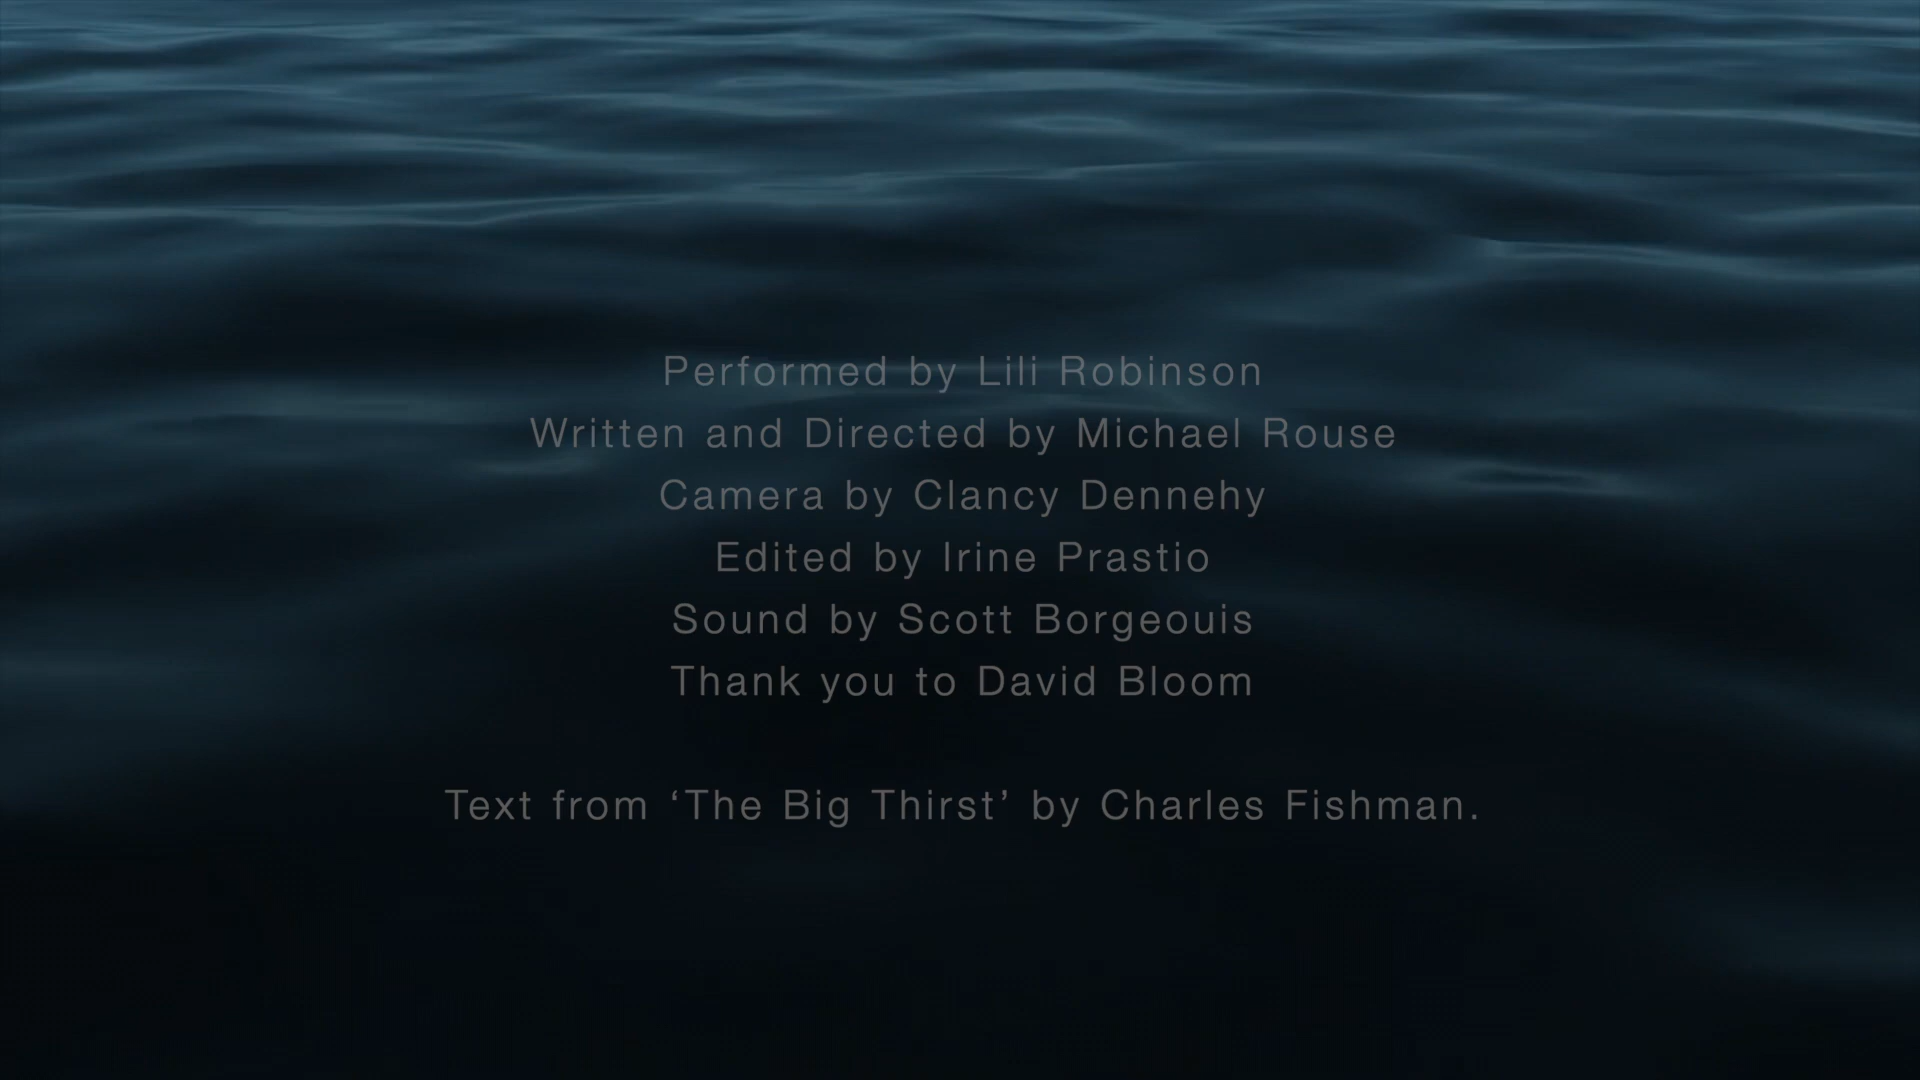 Performed by Lili Robinson
Written and Directed by Michael Rouse
Camera by Clancy Dennehy
Edited by Irine Prastio
Sound by Scott Borgeouis
Thank you to David Bloom
Text from ‘The Big Thirst’ by Charles Fishman.